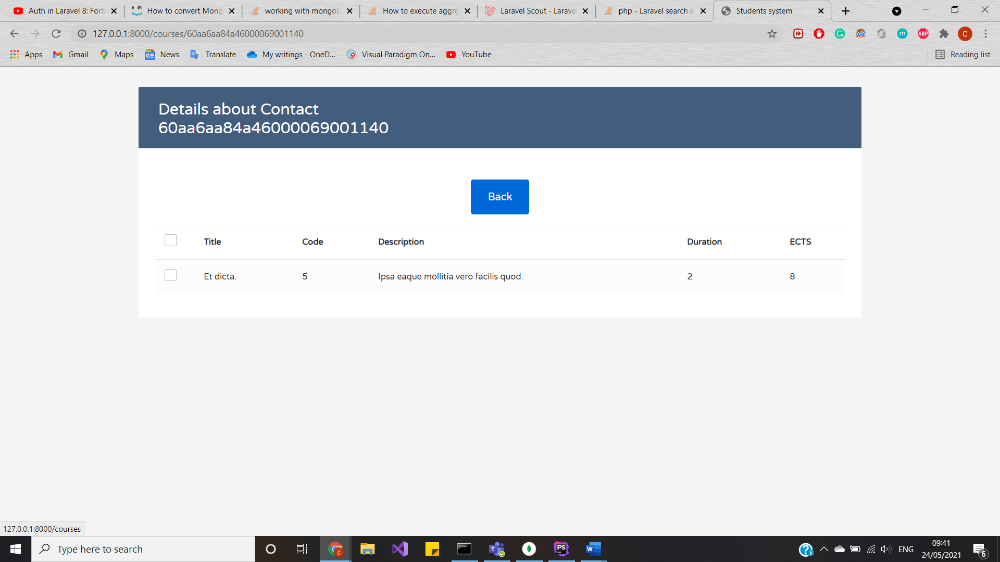 Auth in Laravel 8: Forti
How to convert Mong
working with mongoD
How to execute aggre
Laravel Scout - Larave
php - Laravel search e
Students system
127.0.0.1:8000/courses/60aa6aa84a46000069001140
ABP
C
Apps
Gmail
Maps
News
Translate
My writings - OneD...
Visual Paradigm On...
YouTube
Reading list
Details about Contact
60aa6aa84a46000069001140
Back
Title Code Description Duration ECTS
Et dicta. 5 Ipsa eaque mollitia vero facilis quod. 2 8
127.0.0.1:8000/courses
Type here to search
ENG
09:41
24/05/2021
6